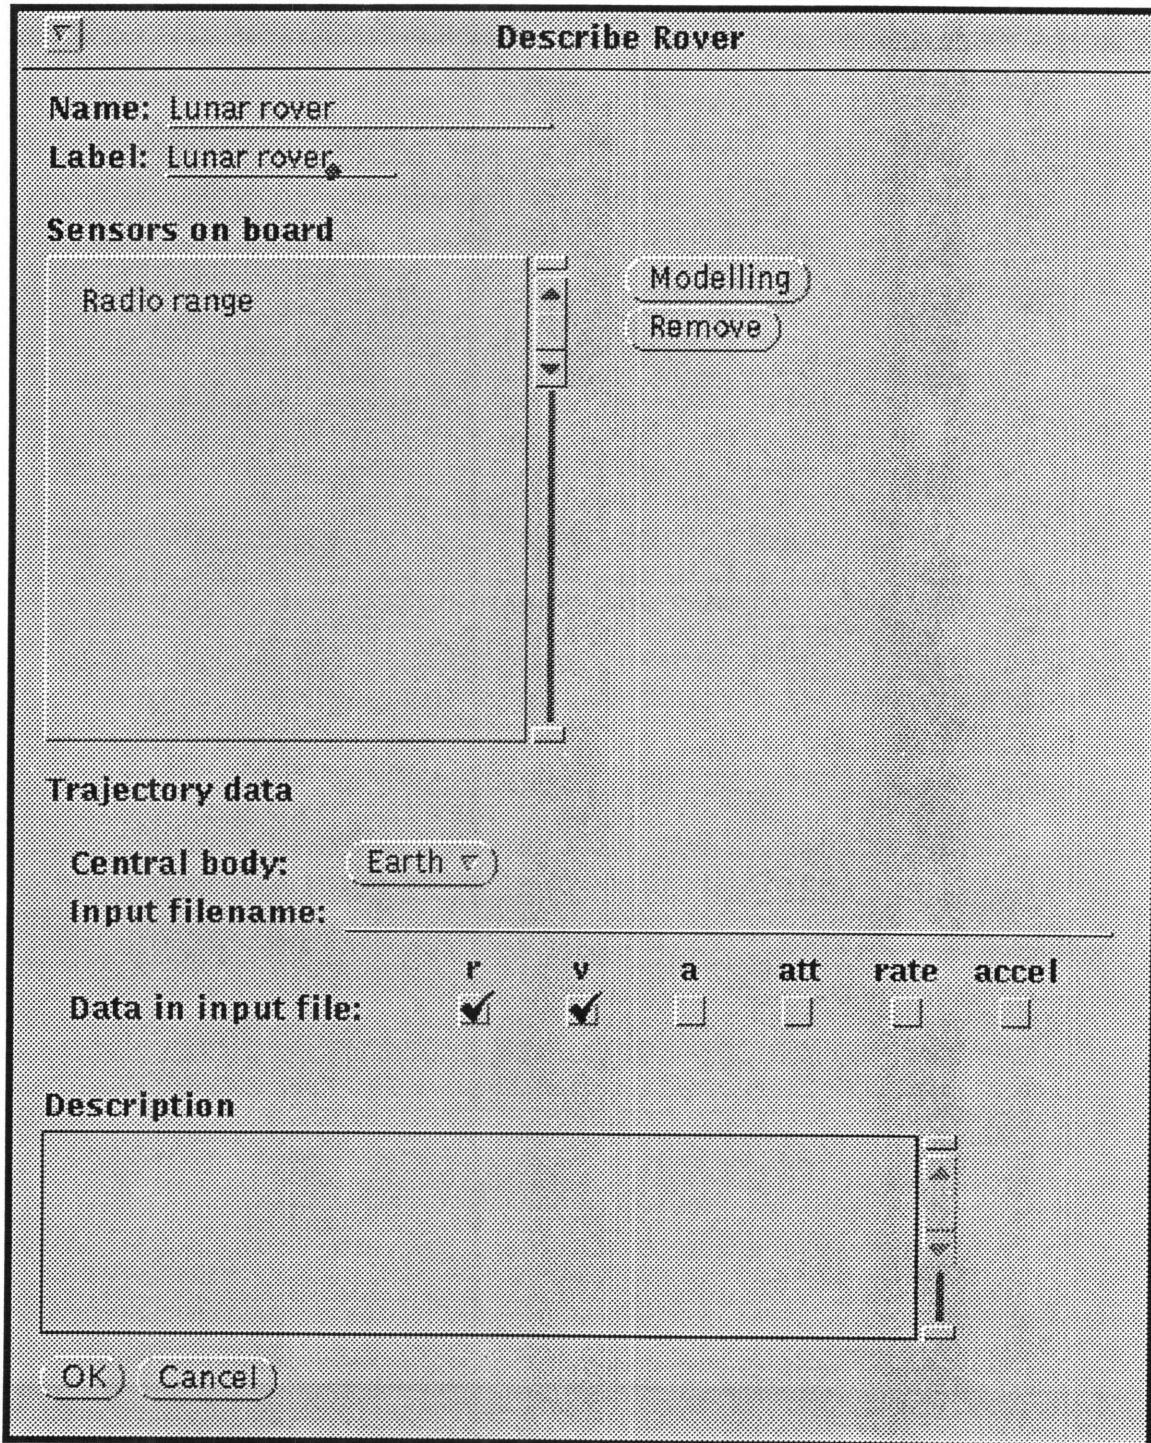 Describe Rover
Name: Lunar rover
Label: Lunar rover
Sensors on board
Radio range
Modelling
Remove
Trajectory data
Central body: Earth
Input filename:
r v a att rate accel
Data in input file:
Description
OK Cancel